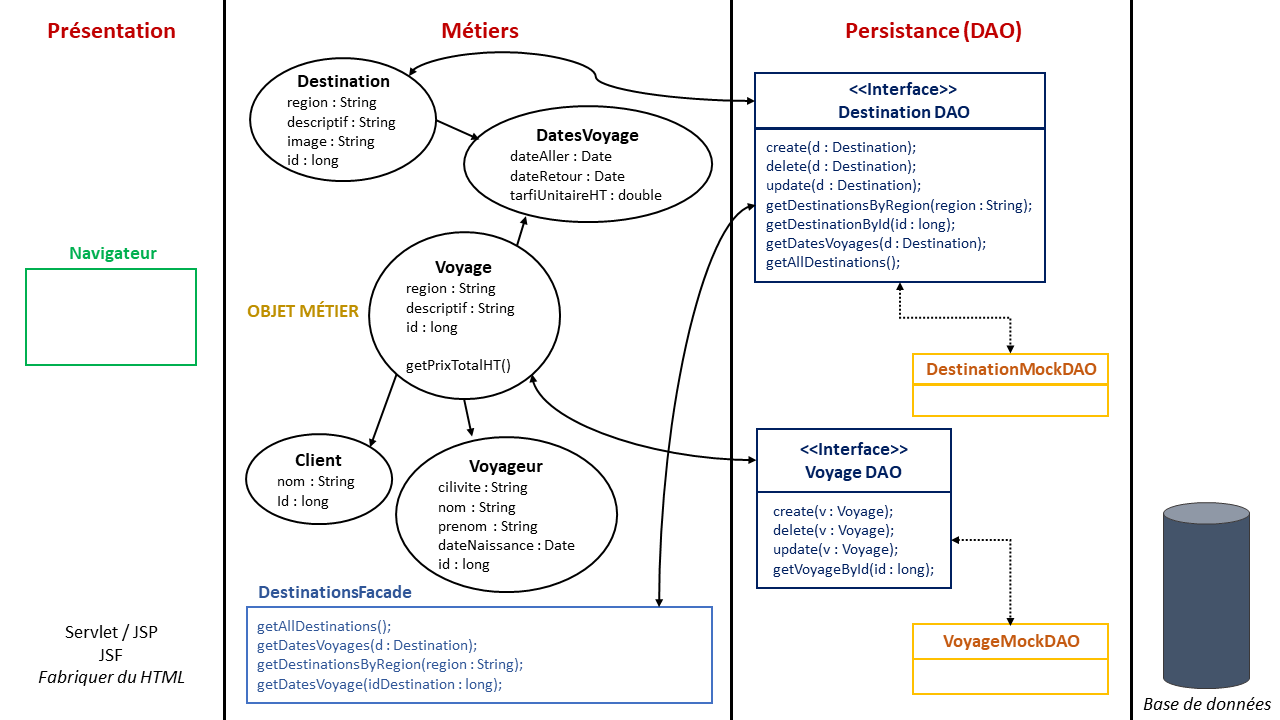 Présentation
Navigateur
Servlet / JSP
JSF
Fabriquer du HTML
Métiers
Destination
region : String
descriptif : String
image : String
id : long
DatesVoyage
dateAller : Date
dateRetour : Date
tarfiUnitaireHT : double
OBJET MÉTIER
Voyage
region : String
descriptif : String
id : long
getPrixTotalHT()
Client
nom : String
Id : long
Voyageur
cilivite : String
nom : String
prenom : String
dateNaissance : Date
id : long
DestinationsFacade
getAllDestinations();
getDatesVoyages(d : Destination);
getDestinationsByRegion(region : String);
getDatesVoyage(idDestination : long);
Persistance (DAO)
<<Interface>>
Destination DAO
create(d : Destination);
delete(d : Destination);
update(d : Destination);
getDestinationsByRegion(region : String);
getDestinationById(id : long);
getDatesVoyages(d : Destination);
getAllDestinations();
DestinationMockDAO
<<Interface>>
Voyage DAO
create(v : Voyage);
delete(v : Voyage);
update(v : Voyage);
getVoyageById(id : long);
VoyageMockDAO
Base de données